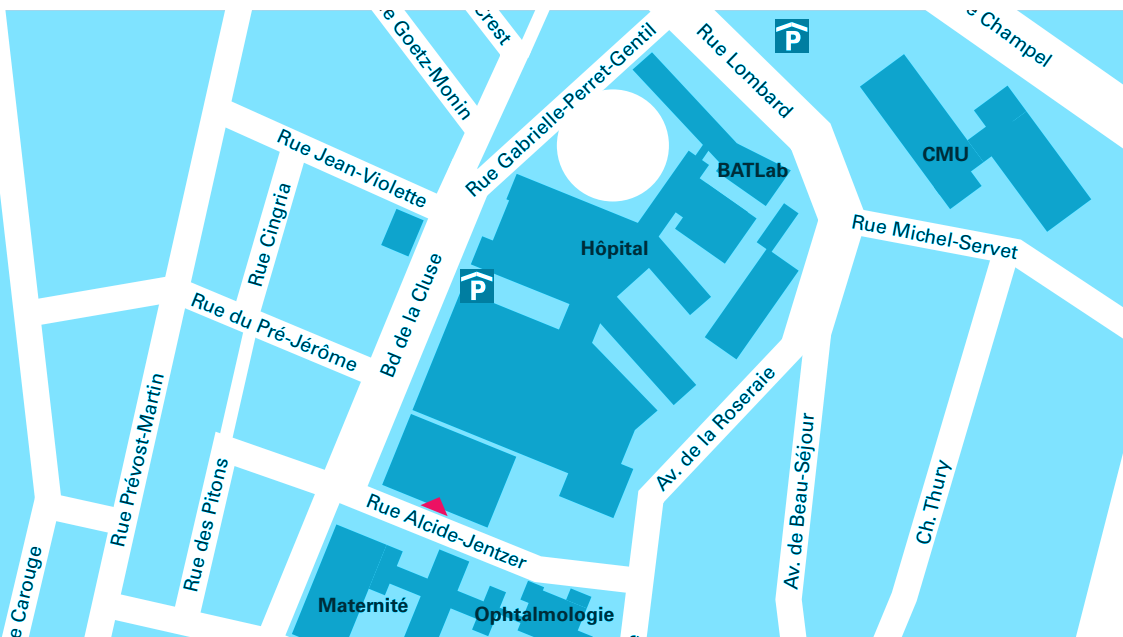 Crest
Goetz-Monin
Champel
P
Rue Lombard
Rue Gabrielle-Perret-Gentil
Rue Jean-Violette
CMU
BATLab
Rue Cingria
Rue Michel-Servet
Hôpital
P
Bd de la Cluse
Rue du Pré-Jérôme
Rue Prévost-Martin
Av. de la Roseraie
Av. de Beau-Séjour
Ch. Thury
Rue des Pitons
Rue Alcide-Jentzer
Carouge
Maternité
Ophtalmologie